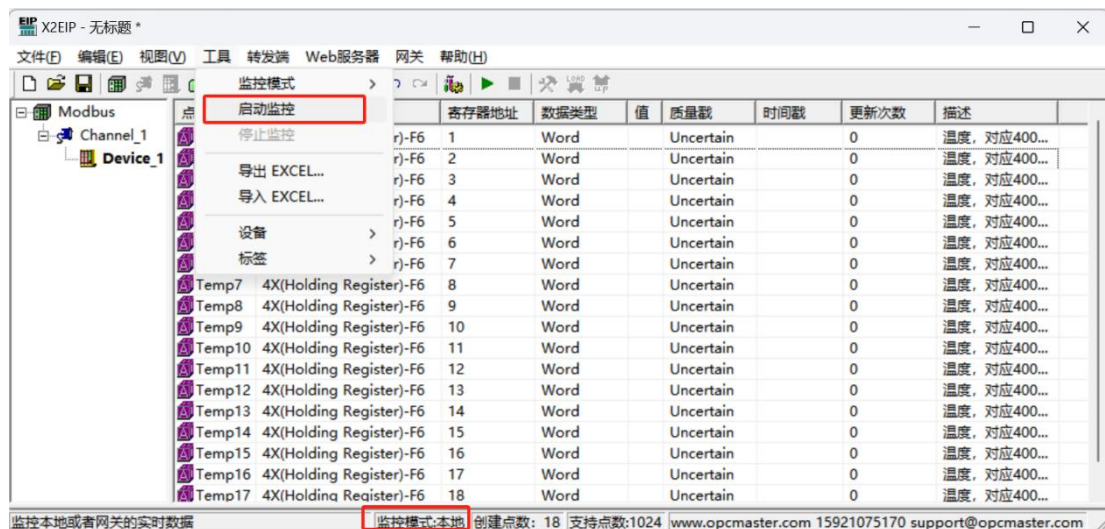 EIP X2EIP - 无标题 *
文件(F) 编辑(E) 视图(V) 工具 转发端 Web服务器 网关 帮助(H)
监控模式
启动监控
停止监控
导出 EXCEL...
导入 EXCEL...
设备
标签
Modbus
Channel_1
Device_1
点 寄存器地址 数据类型 值 质量戳 时间戳 更新次数 描述
r)-F6 1 Word Uncertain 0 温度，对应400...
r)-F6 2 Word Uncertain 0 温度，对应400...
r)-F6 3 Word Uncertain 0 温度，对应400...
r)-F6 4 Word Uncertain 0 温度，对应400...
r)-F6 5 Word Uncertain 0 温度，对应400...
r)-F6 6 Word Uncertain 0 温度，对应400...
r)-F6 7 Word Uncertain 0 温度，对应400...
Temp7 4X(Holding Register)-F6 8 Word Uncertain 0 温度，对应400...
Temp8 4X(Holding Register)-F6 9 Word Uncertain 0 温度，对应400...
Temp9 4X(Holding Register)-F6 10 Word Uncertain 0 温度，对应400...
Temp10 4X(Holding Register)-F6 11 Word Uncertain 0 温度，对应400...
Temp11 4X(Holding Register)-F6 12 Word Uncertain 0 温度，对应400...
Temp12 4X(Holding Register)-F6 13 Word Uncertain 0 温度，对应400...
Temp13 4X(Holding Register)-F6 14 Word Uncertain 0 温度，对应400...
Temp14 4X(Holding Register)-F6 15 Word Uncertain 0 温度，对应400...
Temp15 4X(Holding Register)-F6 16 Word Uncertain 0 温度，对应400...
Temp16 4X(Holding Register)-F6 17 Word Uncertain 0 温度，对应400...
Temp17 4X(Holding Register)-F6 18 Word Uncertain 0 温度，对应400...
监控本地或者网关的实时数据 监控模式:本地 创建点数: 18 支持点数:1024 www.opcmaster.com 15921075170 support@opcmaster.com